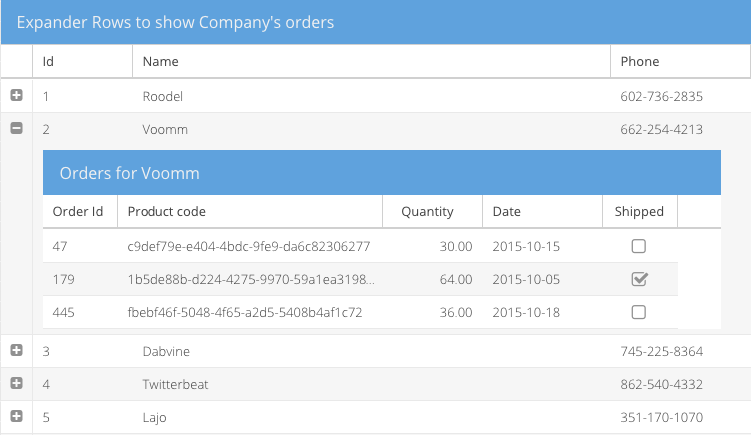 Expander Rows to show Company's orders
Id Name Phone
1 Roodel 602-736-2835
2 Voomm 662-254-4213
Orders for Voomm
Order Id Product code Quantity Date Shipped
47 c9def79e-e404-4bdc-9fe9-da6c82306277 30.00 2015-10-15
179 1b5de88b-d224-4275-9970-59a1ea3198... 64.00 2015-10-05
445 fbebf46f-5048-4f65-a2d5-5408b4af1c72 36.00 2015-10-18
3 Dabvine 745-225-8364
4 Twitterbeat 862-540-4332
5 Lajo 351-170-1070